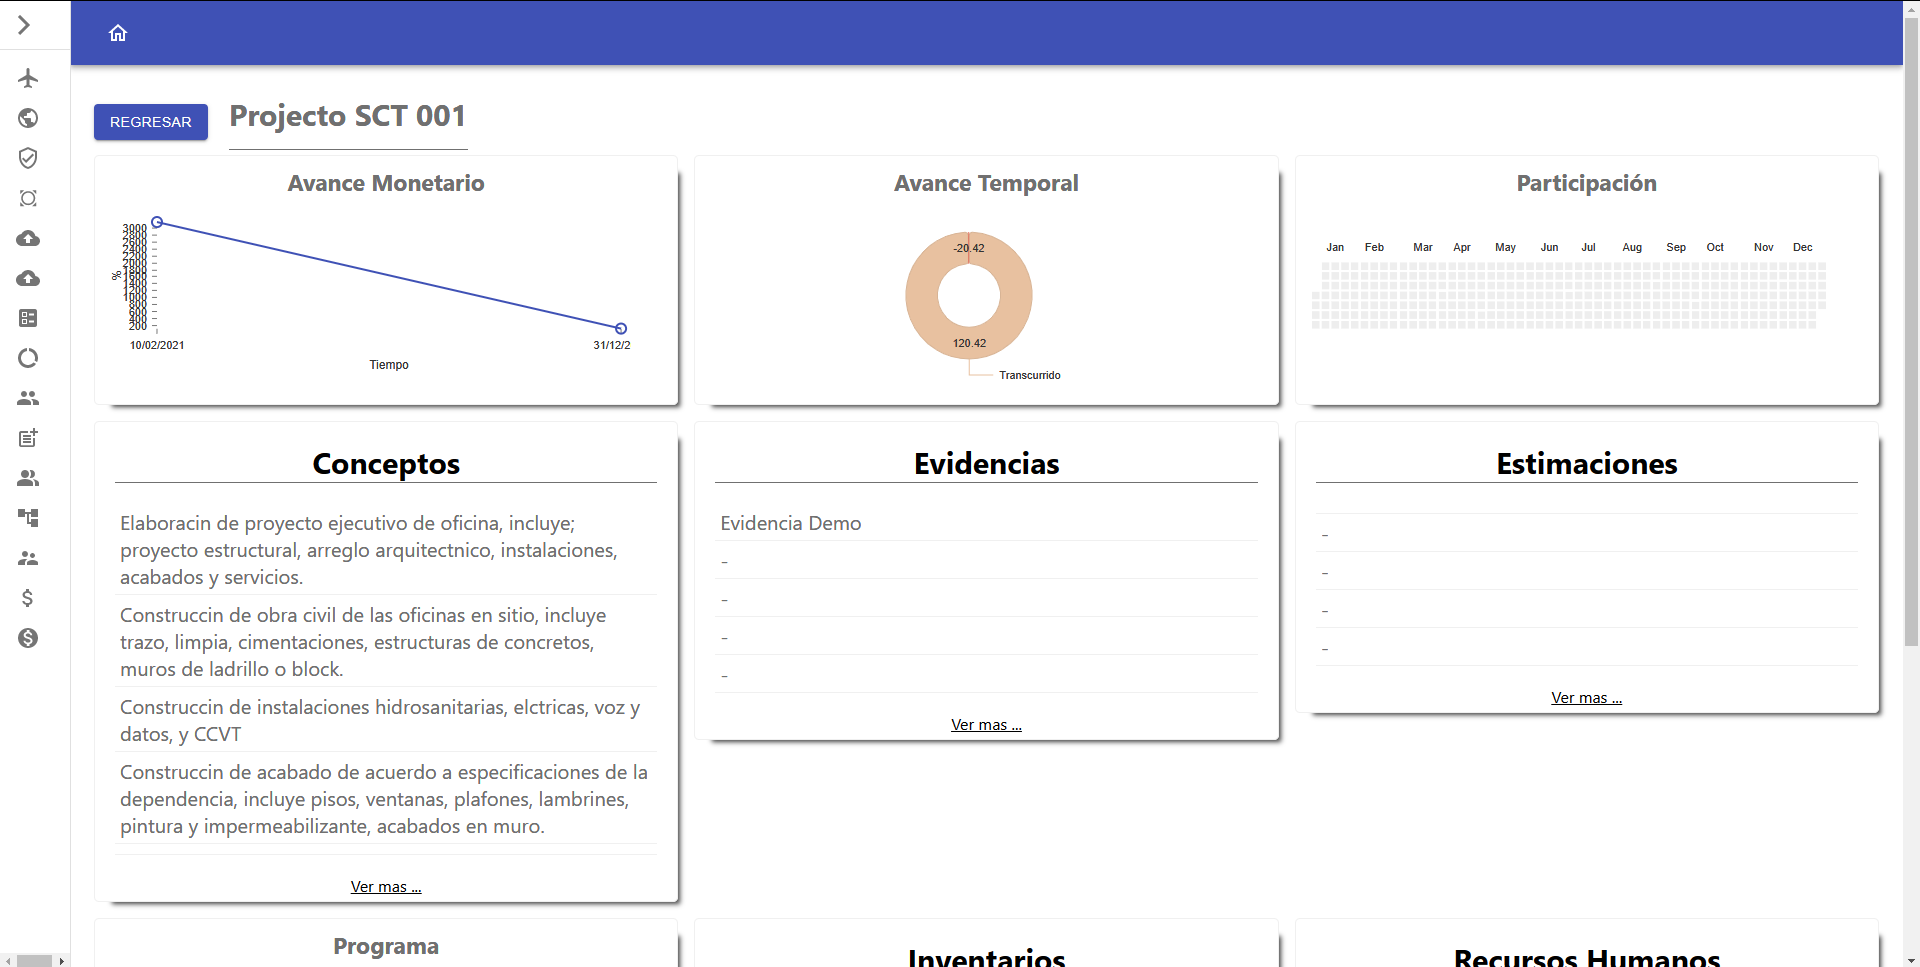 REGRESAR
Projecto SCT 001
Avance Monetario
3000
2800
2600
2400
2200
2000
1800
1600
1400
1200
1000
800
600
400
200
%
10/02/2021
31/12/2
Tiempo
Avance Temporal
-20.42
120.42
Transcurrido
Participación
Jan Feb Mar Apr May Jun Jul Aug Sep Oct Nov Dec
Conceptos
Elaboracin de proyecto ejecutivo de oficina, incluye;
proyecto estructural, arreglo arquitectnico, instalaciones,
acabados y servicios.
Construccin de obra civil de las oficinas en sitio, incluye
trazo, limpia, cimentaciones, estructuras de concretos,
muros de ladrillo o block.
Construccin de instalaciones hidrosanitarias, elctricas, voz y
datos, y CCVT
Construccin de acabado de acuerdo a especificaciones de la
dependencia, incluye pisos, ventanas, plafones, lambrines,
pintura y impermeabilizante, acabados en muro.
Ver mas ...
Evidencias
Evidencia Demo
-
-
-
-
Ver mas ...
Estimaciones
-
-
-
-
Ver mas ...
Programa
Inventarios
Recursos Humanos